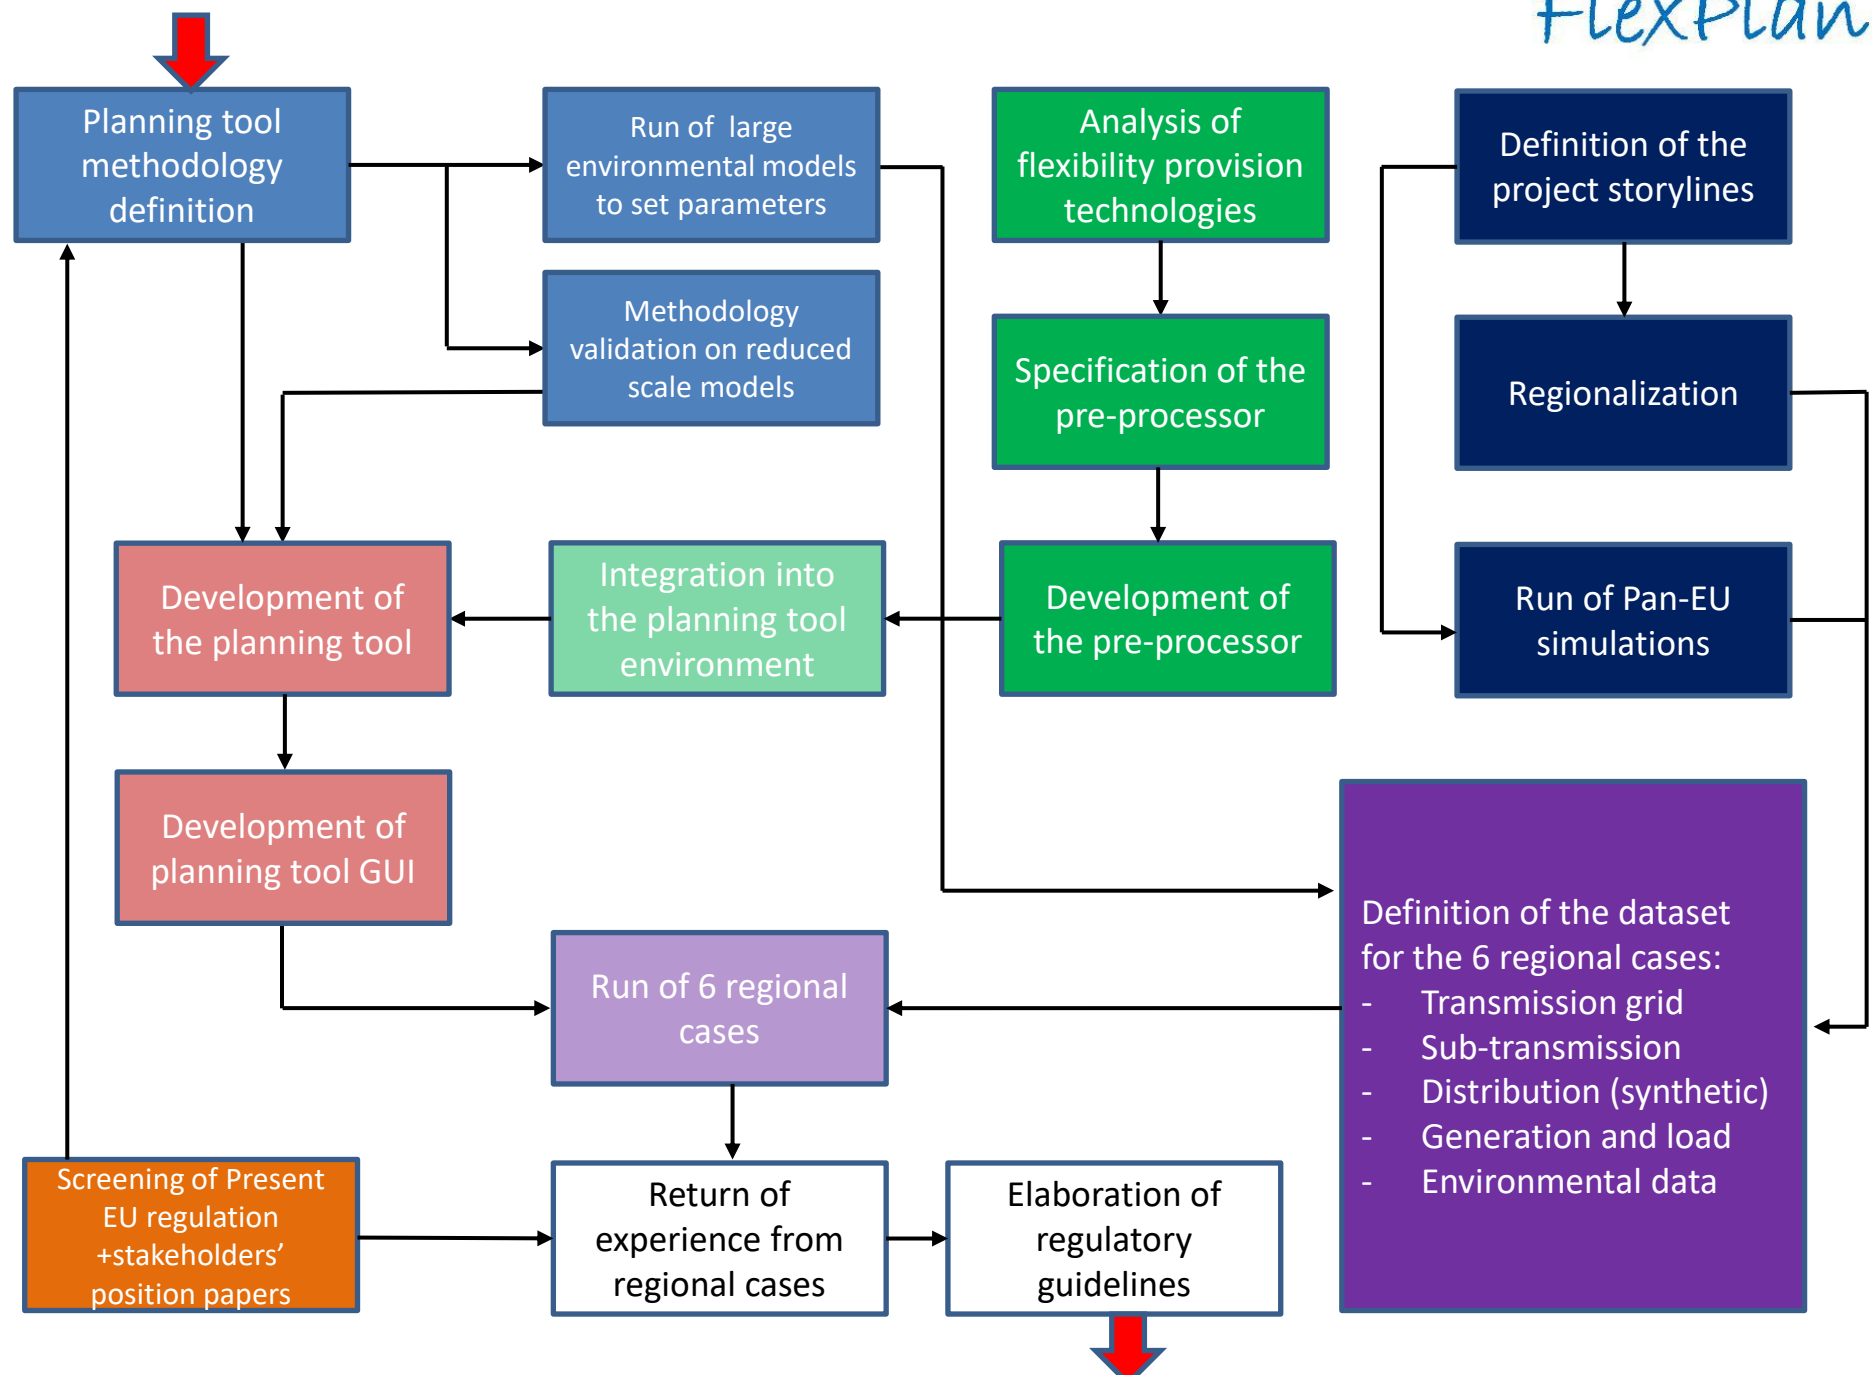 FlexPlan
Planning tool
methodology
definition
Run of large
environmental models
to set parameters
Analysis of
flexibility provision
technologies
Definition of the
project storylines
Methodology
validation on reduced
scale models
Specification of the
pre-processor
Regionalization
Development of
the planning tool
Integration into
the planning tool
environment
Development of
the pre-processor
Run of Pan-EU
simulations
Development of
planning tool GUI
Definition of the dataset
for the 6 regional cases:
- Transmission grid
- Sub-transmission
- Distribution (synthetic)
- Generation and load
- Environmental data
Run of 6 regional
cases
Screening of Present
EU regulation
+stakeholders’
position papers
Return of
experience from
regional cases
Elaboration of
regulatory
guidelines